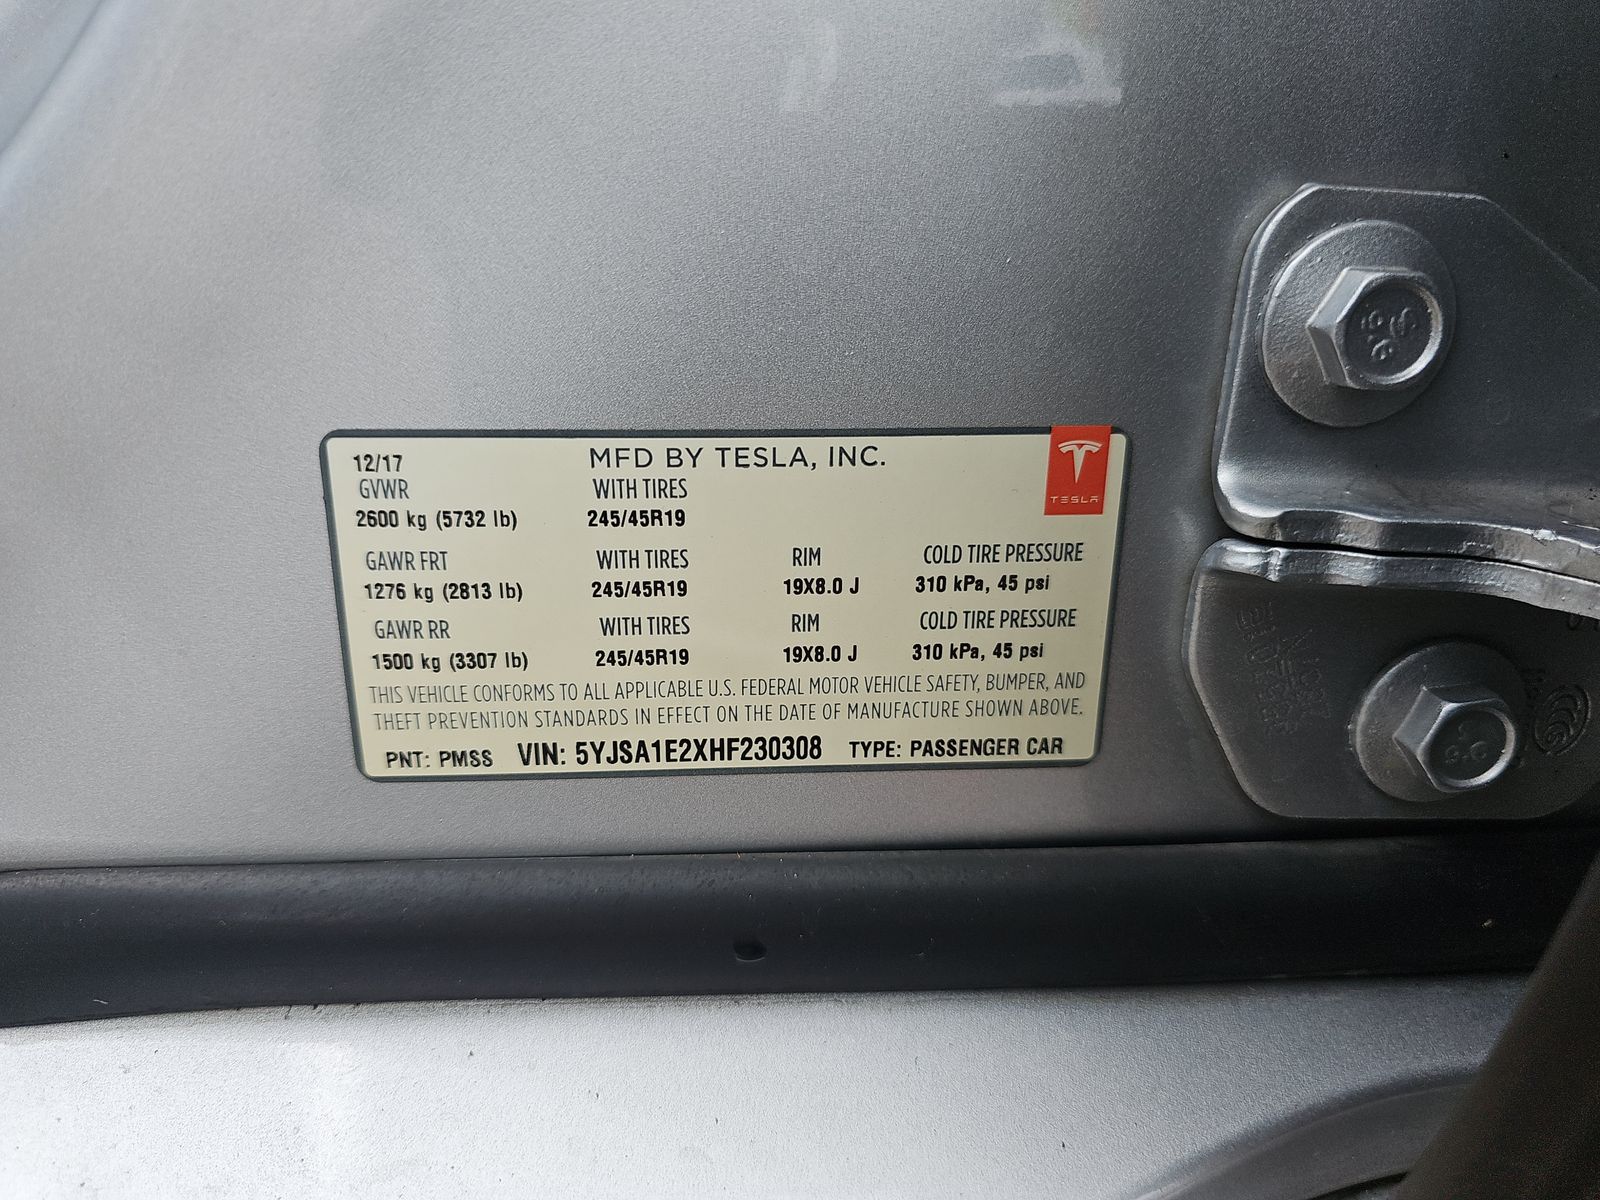 12/17 MFD BY TESLA, INC.
GVWR WITH TIRES
2600 kg (5732 lb) 245/45R19
TESLA
GAWR FRT WITH TIRES RIM COLD TIRE PRESSURE
1276 kg (2813 lb) 245/45R19 19X8.0 J 310 kPa, 45 psi
GAWR RR WITH TIRES RIM COLD TIRE PRESSURE
1500 kg (3307 lb) 245/45R19 19X8.0 J 310 kPa, 45 psi
THIS VEHICLE CONFORMS TO ALL APPLICABLE U.S. FEDERAL MOTOR VEHICLE SAFETY, BUMPER, AND
THEFT PREVENTION STANDARDS IN EFFECT ON THE DATE OF MANUFACTURE SHOWN ABOVE.
PNT: PMSS VIN: 5YJSA1E2XHF230308 TYPE: PASSENGER CAR